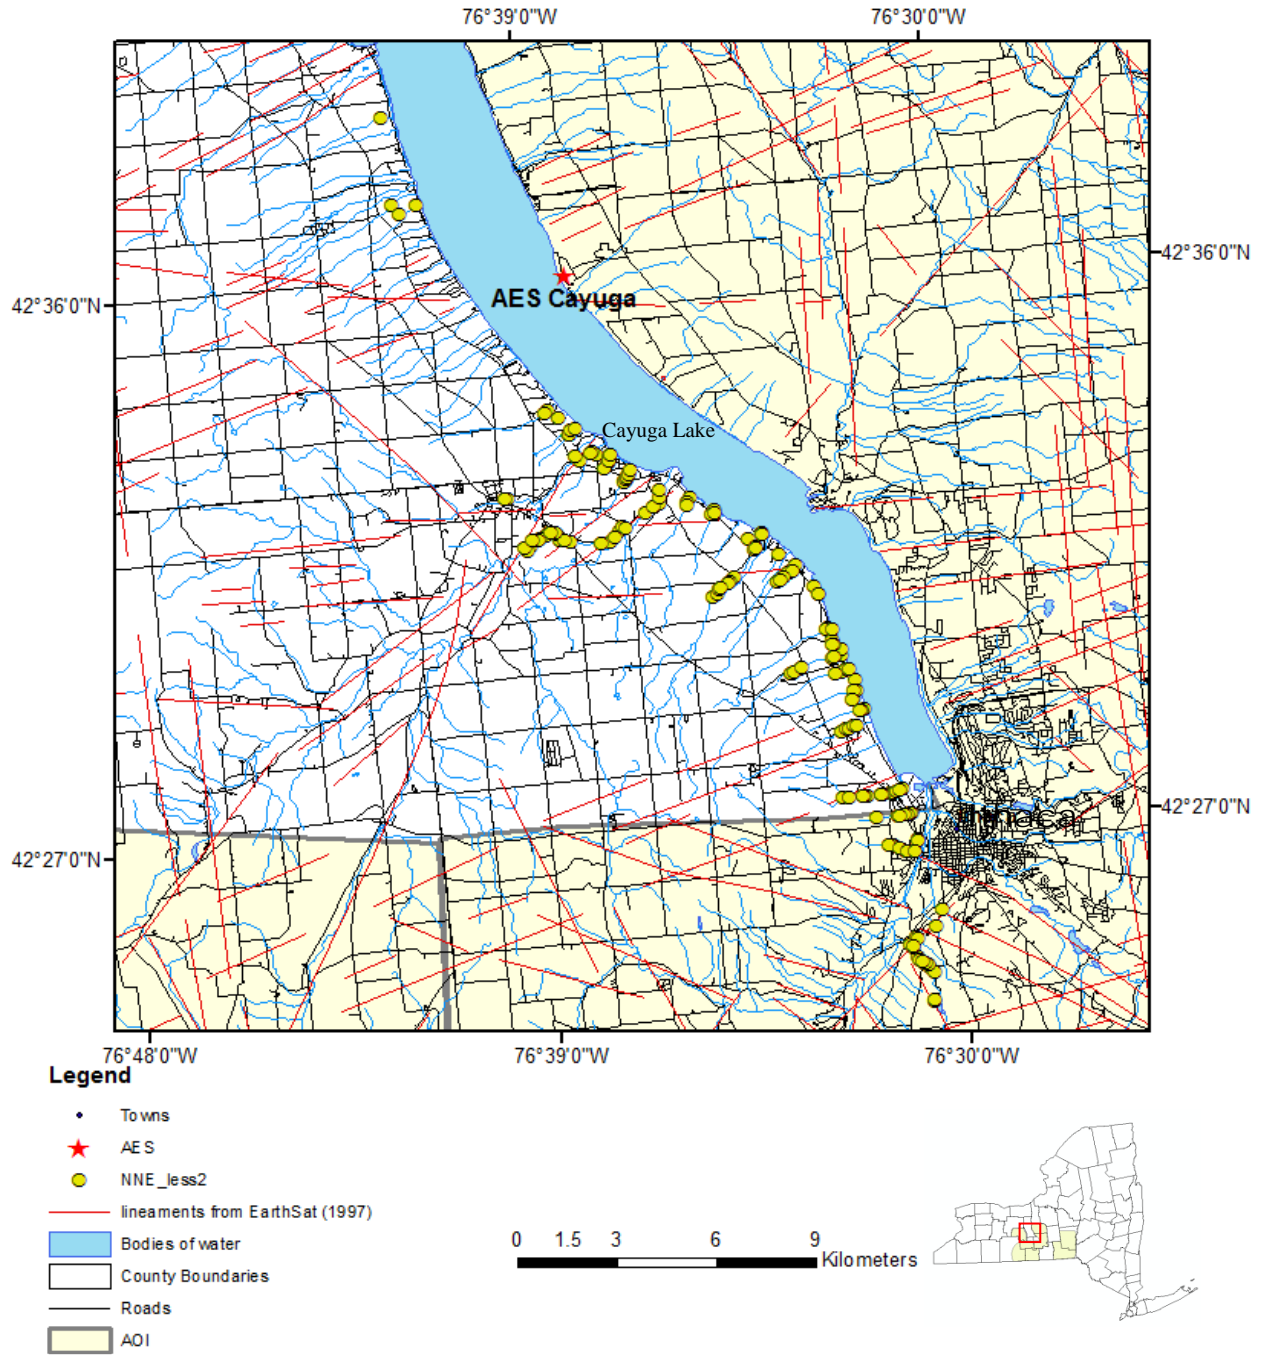 76°39'0"W 76°30'0"W
42°36'0"N
AES Cayuga
42°36'0"N
Cayuga Lake
42°27'0"N
Ithaca
42°27'0"N
76°48'0"W 76°39'0"W 76°30'0"W
Legend
Towns
AES
NNE_less2
lineaments from EarthSat (1997)
Bodies of water
County Boundaries
Roads
AOI
0 1.5 3 6 9
Kilometers